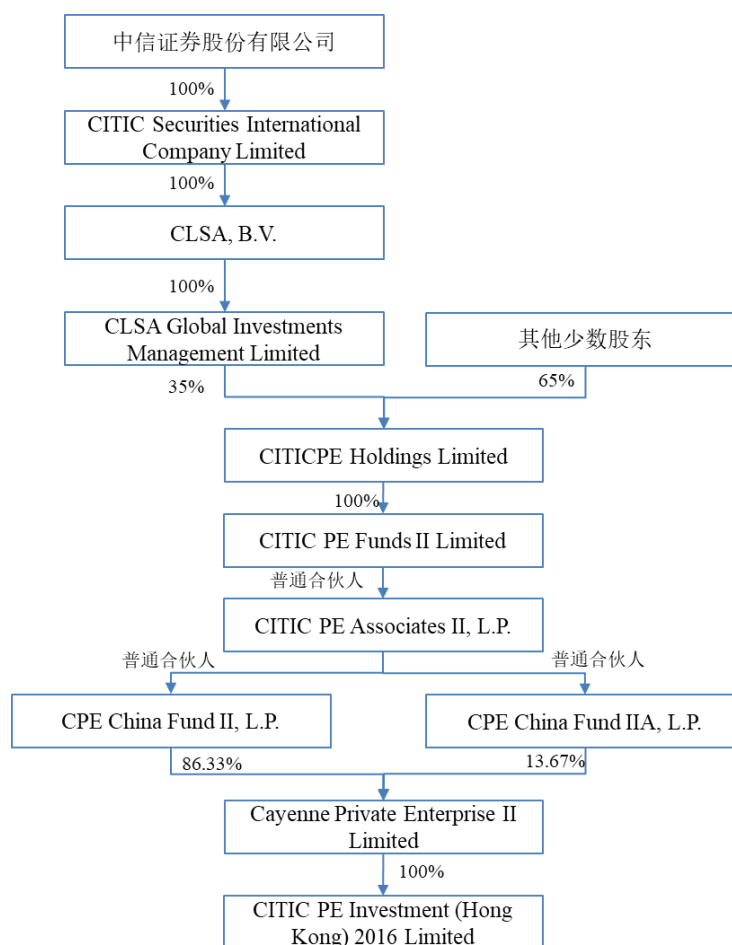 中信证券股份有限公司
100%
CITIC Securities International
Company Limited
100%
CLSA, B.V.
100%
CLSA Global Investments
Management Limited
其他少数股东
35%
65%
CITICPE Holdings Limited
100%
CITIC PE Funds II Limited
普通合伙人
CITIC PE Associates II, L.P.
普通合伙人
普通合伙人
CPE China Fund II, L.P.
CPE China Fund IIA, L.P.
86.33%
13.67%
Cayenne Private Enterprise II
Limited
100%
CITIC PE Investment (Hong
Kong) 2016 Limited